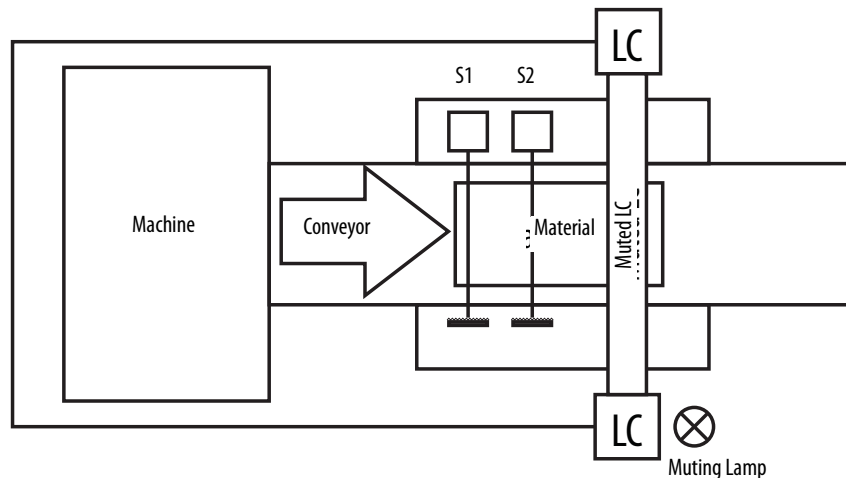 LC
S1 S2
Machine
Conveyor
Material
Muted LC
LC
Muting Lamp